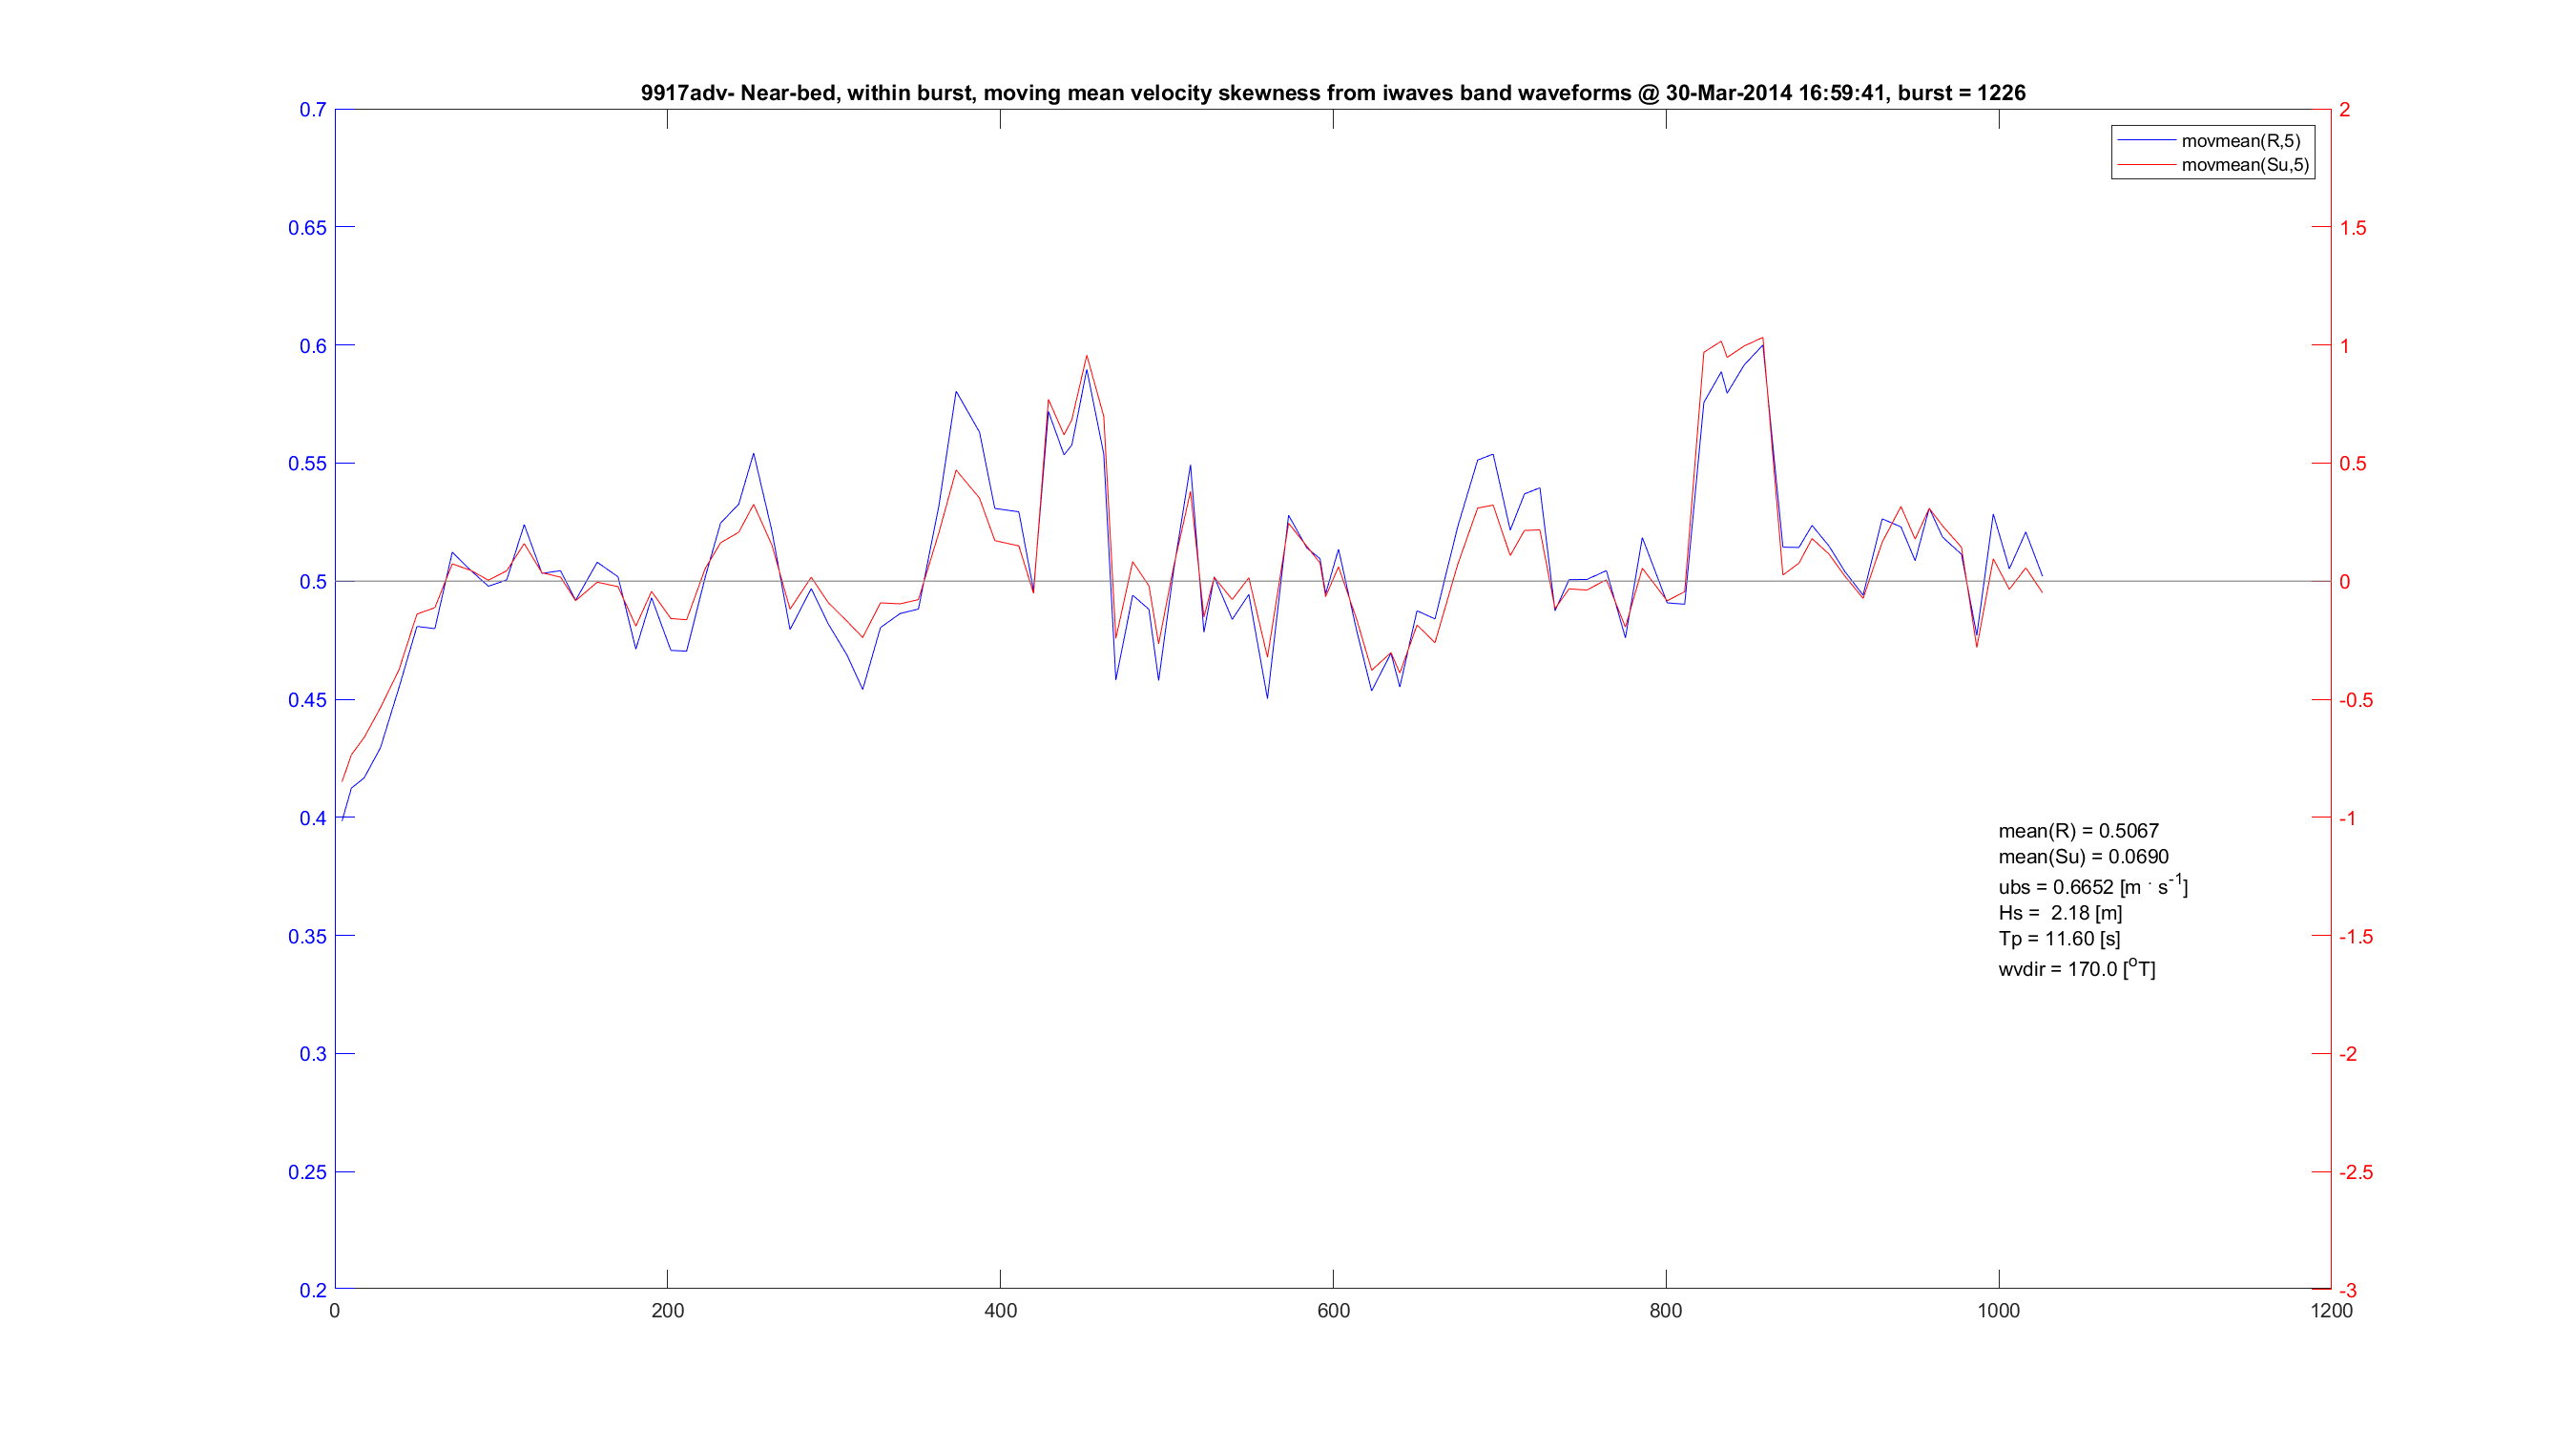 9917adv- Near-bed, within burst, moving mean velocity skewness from iwaves band waveforms @ 30-Mar-2014 16:59:41, burst = 1226
0.7
0.65
0.6
0.55
0.5
0.45
0.4
0.35
0.3
0.25
0.2
2
1.5
1
0.5
0
-0.5
-1
-1.5
-2
-2.5
-3
movmean(R,5)
movmean(Su,5)
mean(R) = 0.5067
mean(Su) = 0.0690
ubs = 0.6652 [m · s-1]
Hs = 2.18 [m]
Tp = 11.60 [s]
wvdir = 170.0 [oT]
0 200 400 600 800 1000 1200